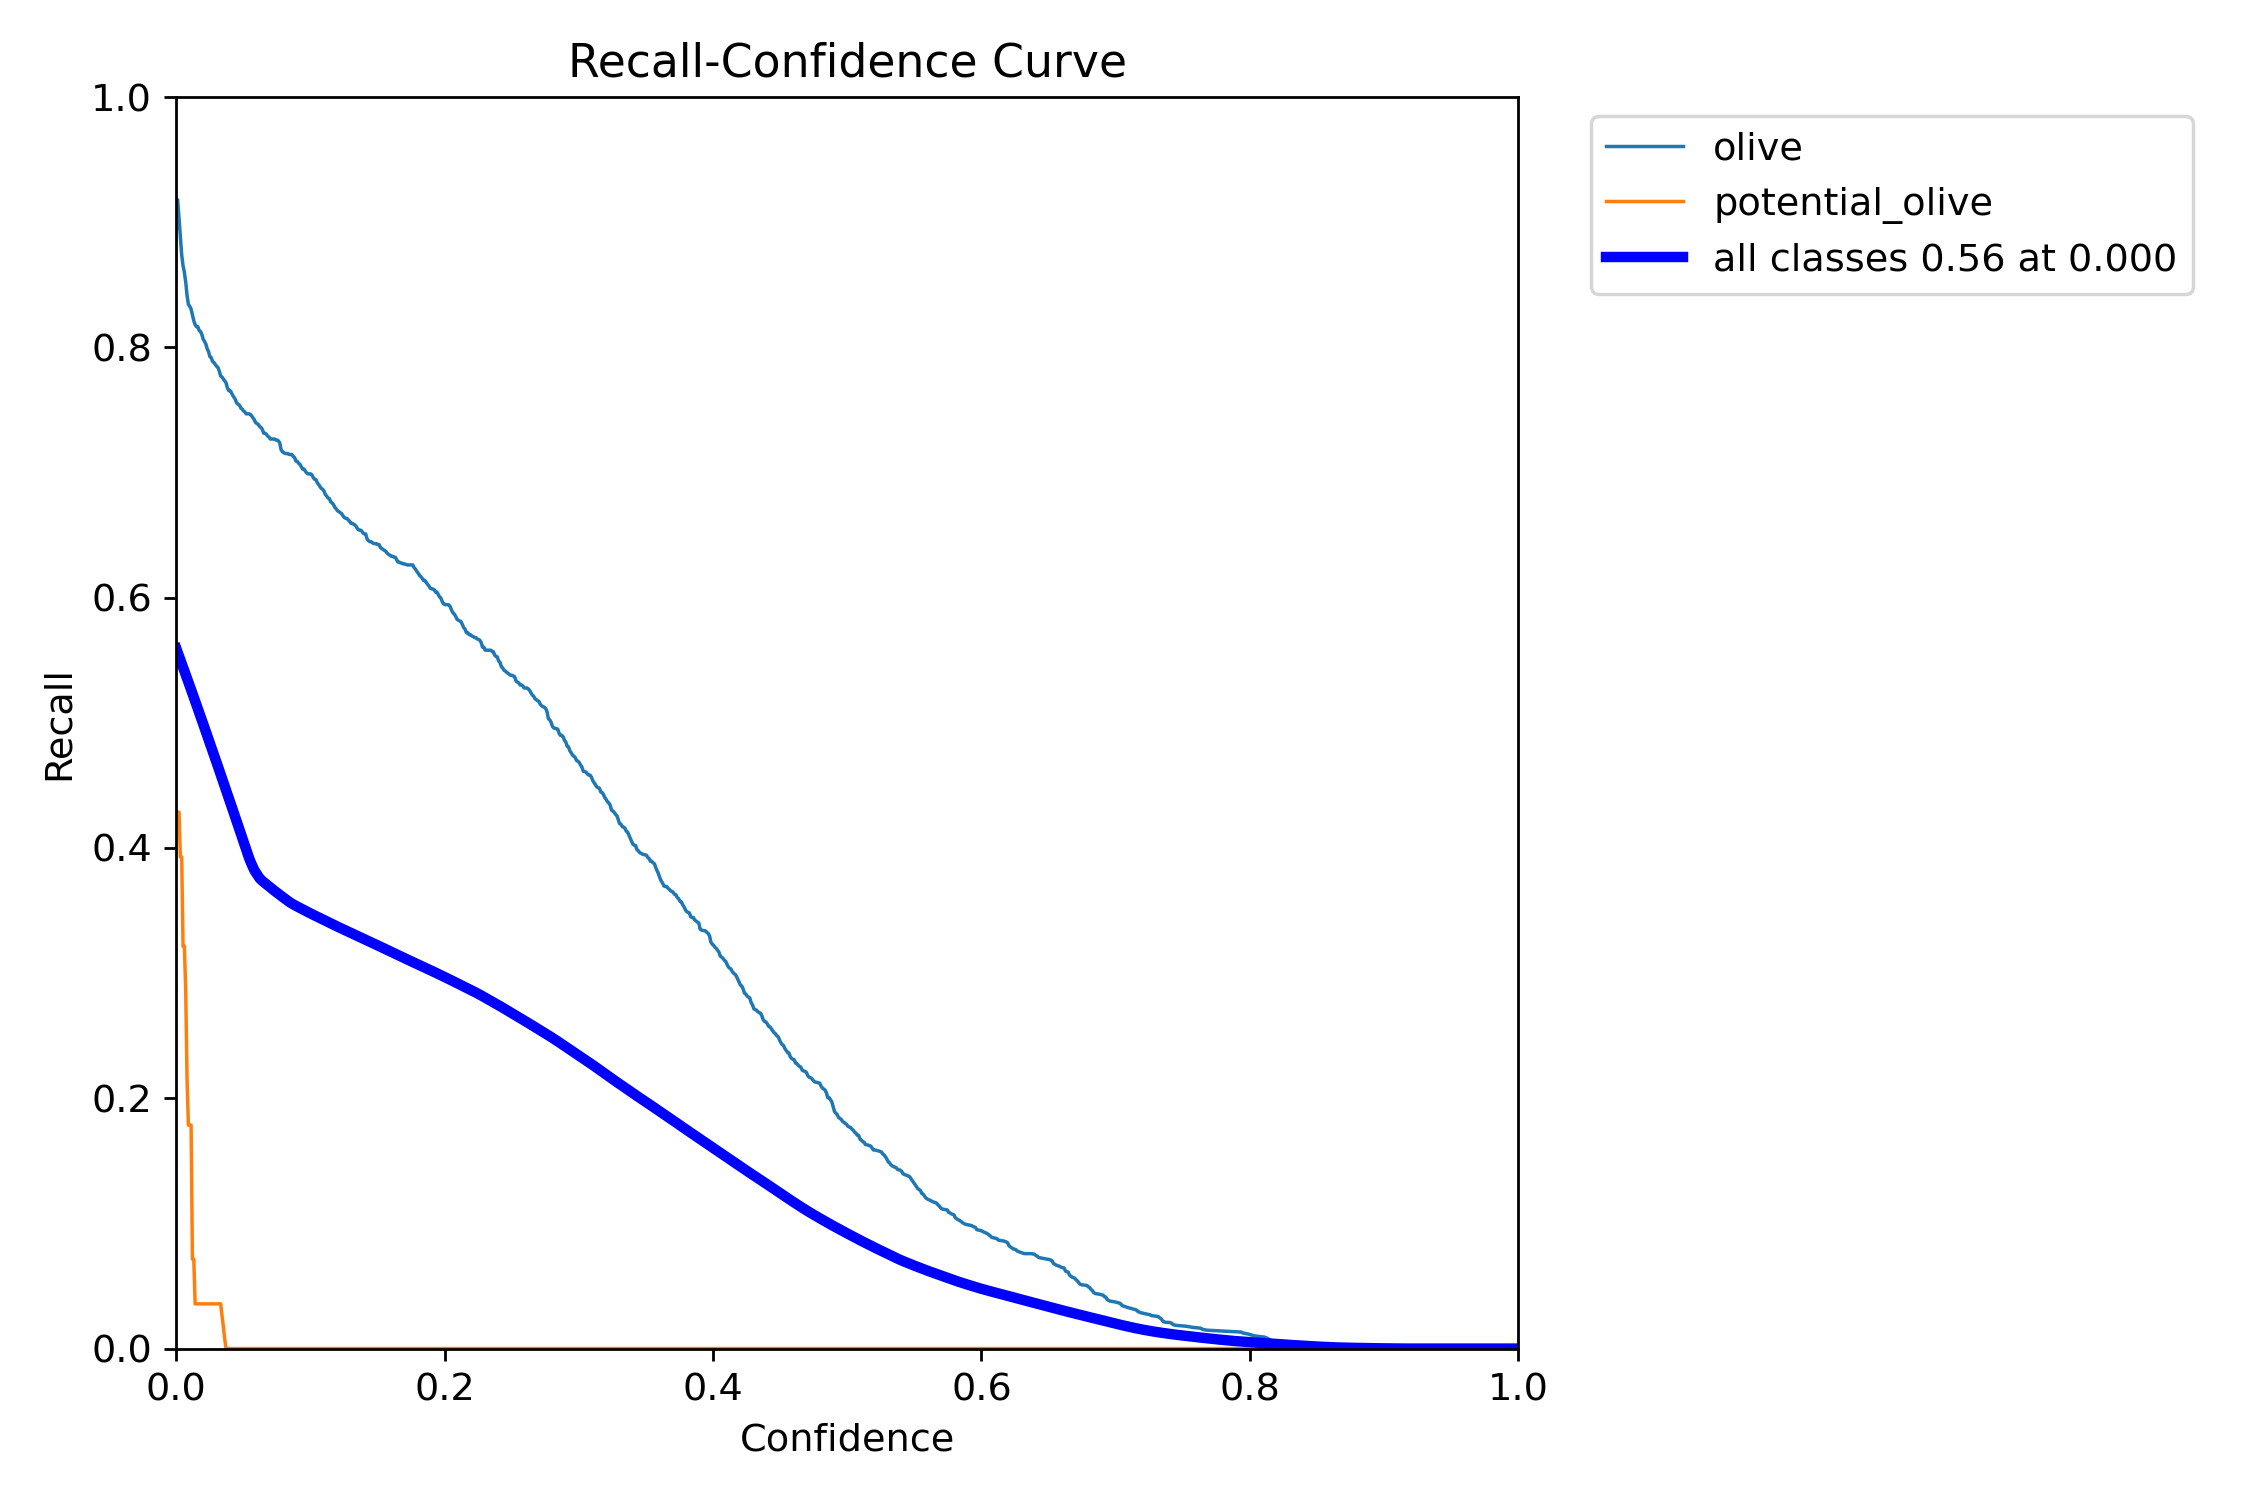 Recall-Confidence Curve
1.0
0.8
0.6
0.4
0.2
0.0
Recall
0.0 0.2 0.4 0.6 0.8 1.0
Confidence
olive
potential_olive
all classes 0.56 at 0.000